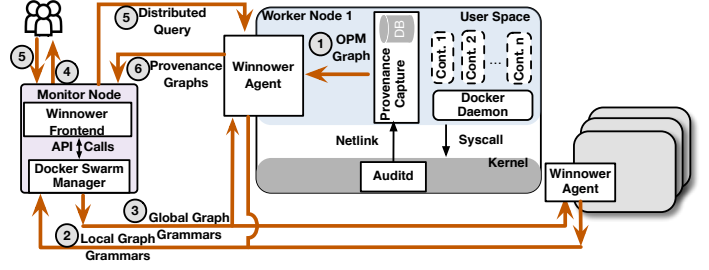 5
Distributed
Query
Worker Node 1
User Space
DB
1
OPM
Graph
Cont. 1
Cont. 2
...
Cont. n
5
4
6
Provenance
Graphs
Winnower
Agent
Provenance
Capture
Docker
Daemon
Monitor Node
Winnower
Frontend
API Calls
Docker Swarm
Manager
Netlink
Syscall
Kernel
Auditd
Winnower
Agent
3
Global Graph
Grammars
2
Local Graph
Grammars